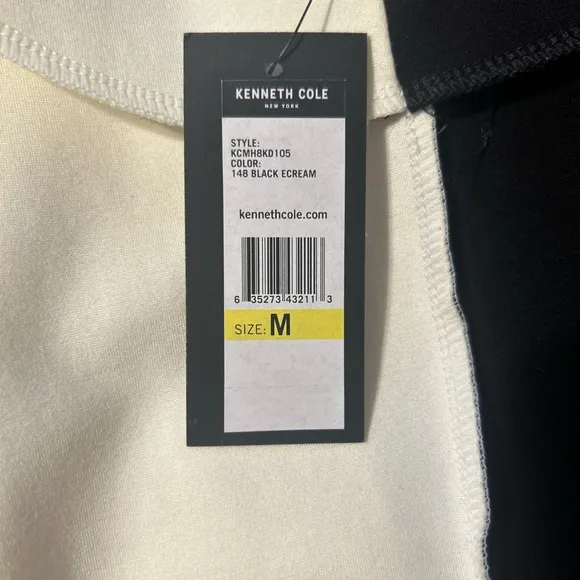 KENNETH COLE
NEW YORK
STYLE:
KCMH8KD105
COLOR:
148 BLACK ECREAM
kennethcole.com
6 35273 43211 3
SIZE: M